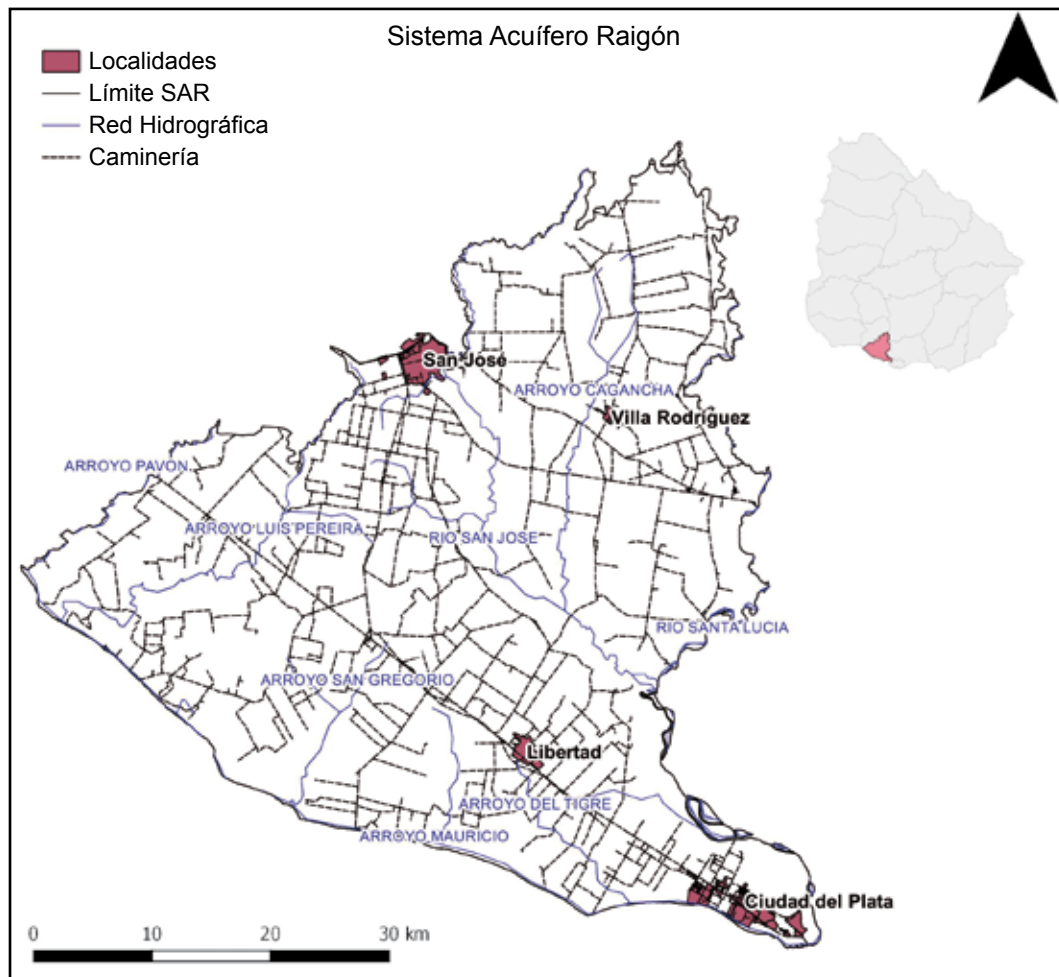 Sistema Acuífero Raigón
Localidades
Límite SAR
Red Hidrográfica
Caminería
San José
ARROYO CAGANCHA
Villa Rodríguez
ARROYO PAVON
ARROYO LUIS PEREIRA
RIO SAN JOSE
RIO SANTA LUCIA
ARROYO SAN GREGORIO
Libertad
ARROYO DEL TIGRE
ARROYO MAURICIO
Ciudad del Plata
0 10 20 30 km